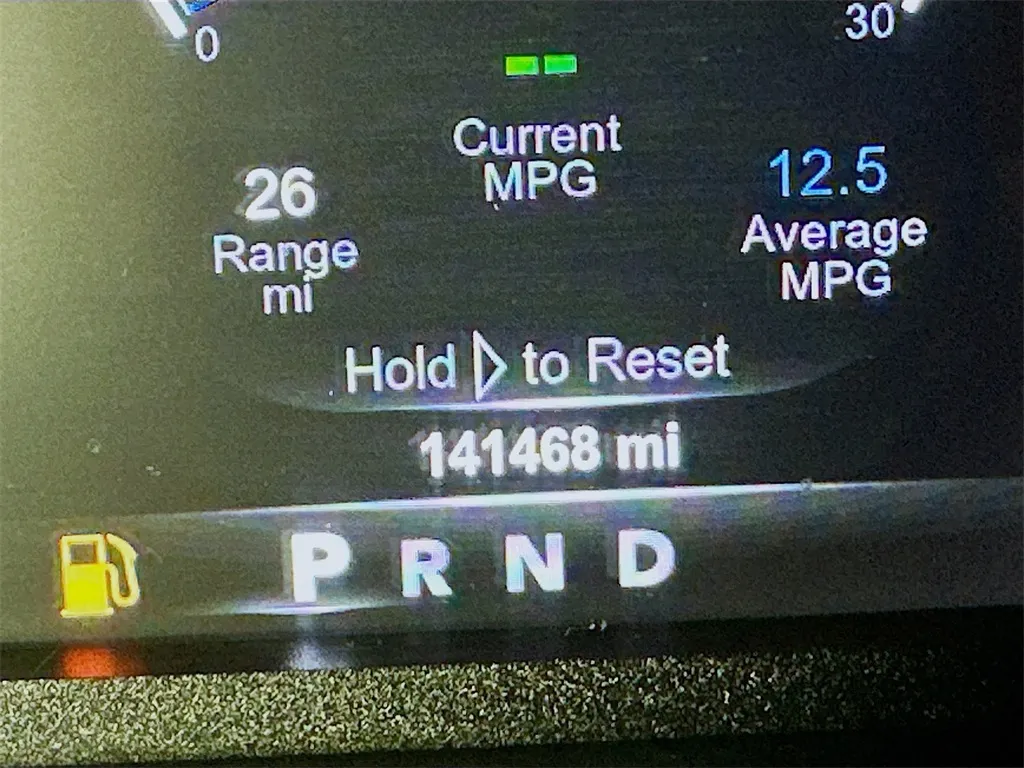 0
30
Current
MPG
26
Range
mi
12.5
Average
MPG
Hold ▷ to Reset
141468 mi
P R N D